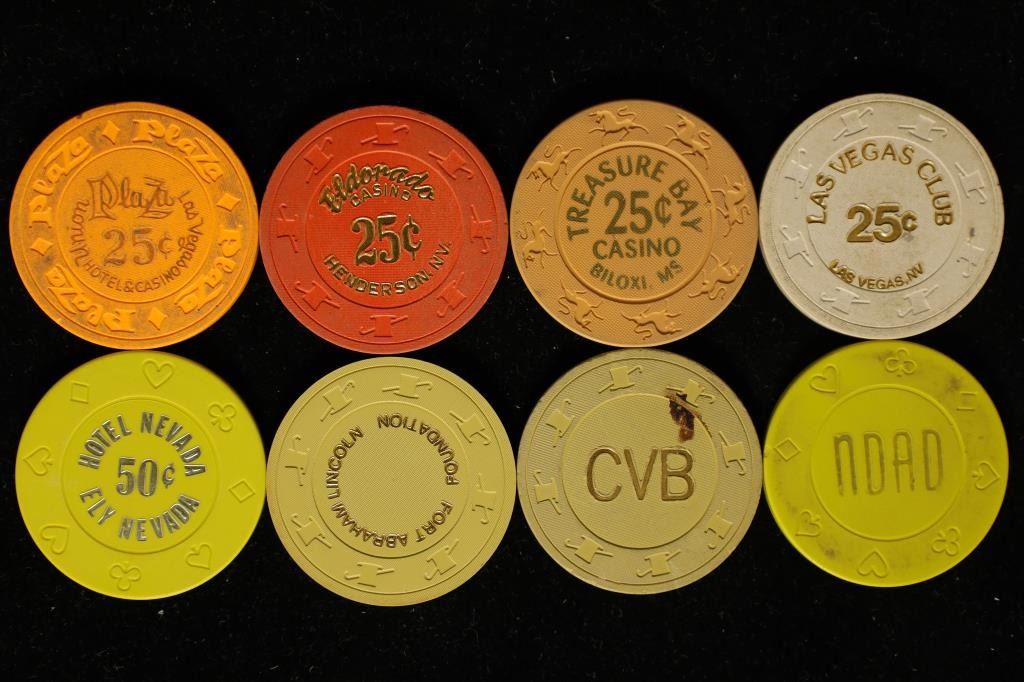 Plaza Plaza Plaza Plaza Plaza Plaza
Plaza
Union
Las Vegas
25¢
HOTEL & CASINO
Eldorado
CASINO
25¢
HENDERSON. NV.
TREASURE BAY
25¢
CASINO
BILOXI, MS
LAS VEGAS CLUB
25¢
LAS VEGAS, NV
HOTEL NEVADA
50¢
ELY NEVADA
FORT ABRAHAM LINCOLN
FOUNDATION
CVB
NDAD